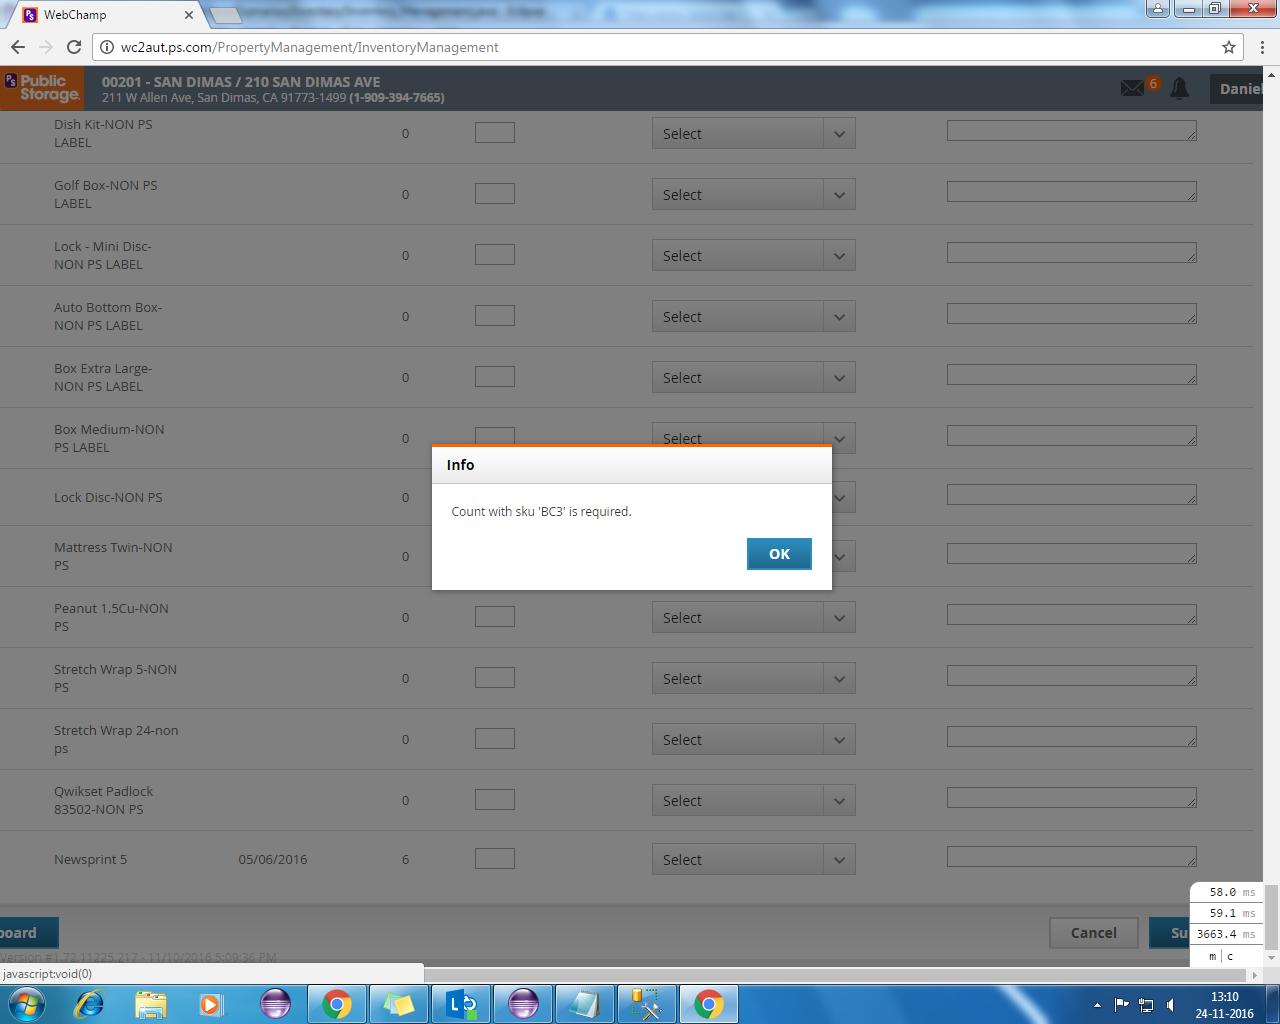 WebChamp
wc2aut.ps.com/PropertyManagement/InventoryManagement
PS Public Storage.
00201 - SAN DIMAS / 210 SAN DIMAS AVE
211 W Allen Ave, San Dimas, CA 91773-1499 (1-909-394-7665)
6
Daniel
Dish Kit-NON PS
LABEL
0
Select
Golf Box-NON PS
LABEL
0
Select
Lock - Mini Disc-
NON PS LABEL
0
Select
Auto Bottom Box-
NON PS LABEL
0
Select
Box Extra Large-
NON PS LABEL
0
Select
Box Medium-NON
PS LABEL
0
Select
Info
Count with sku 'BC3' is required.
OK
Lock Disc-NON PS
0
Mattress Twin-NON
PS
0
Peanut 1.5Cu-NON
PS
0
Select
Stretch Wrap 5-NON
PS
0
Select
Stretch Wrap 24-non
ps
0
Select
Qwikset Padlock
83502-NON PS
0
Select
Newsprint 5 05/06/2016 6
Select
58.0 ms
59.1 ms
3663.4 ms
m | c
board
Cancel
Su
Version #1.72.11225.217 - 11/10/2016 5:09:36 PM
javascript:void(0)
13:10
24-11-2016